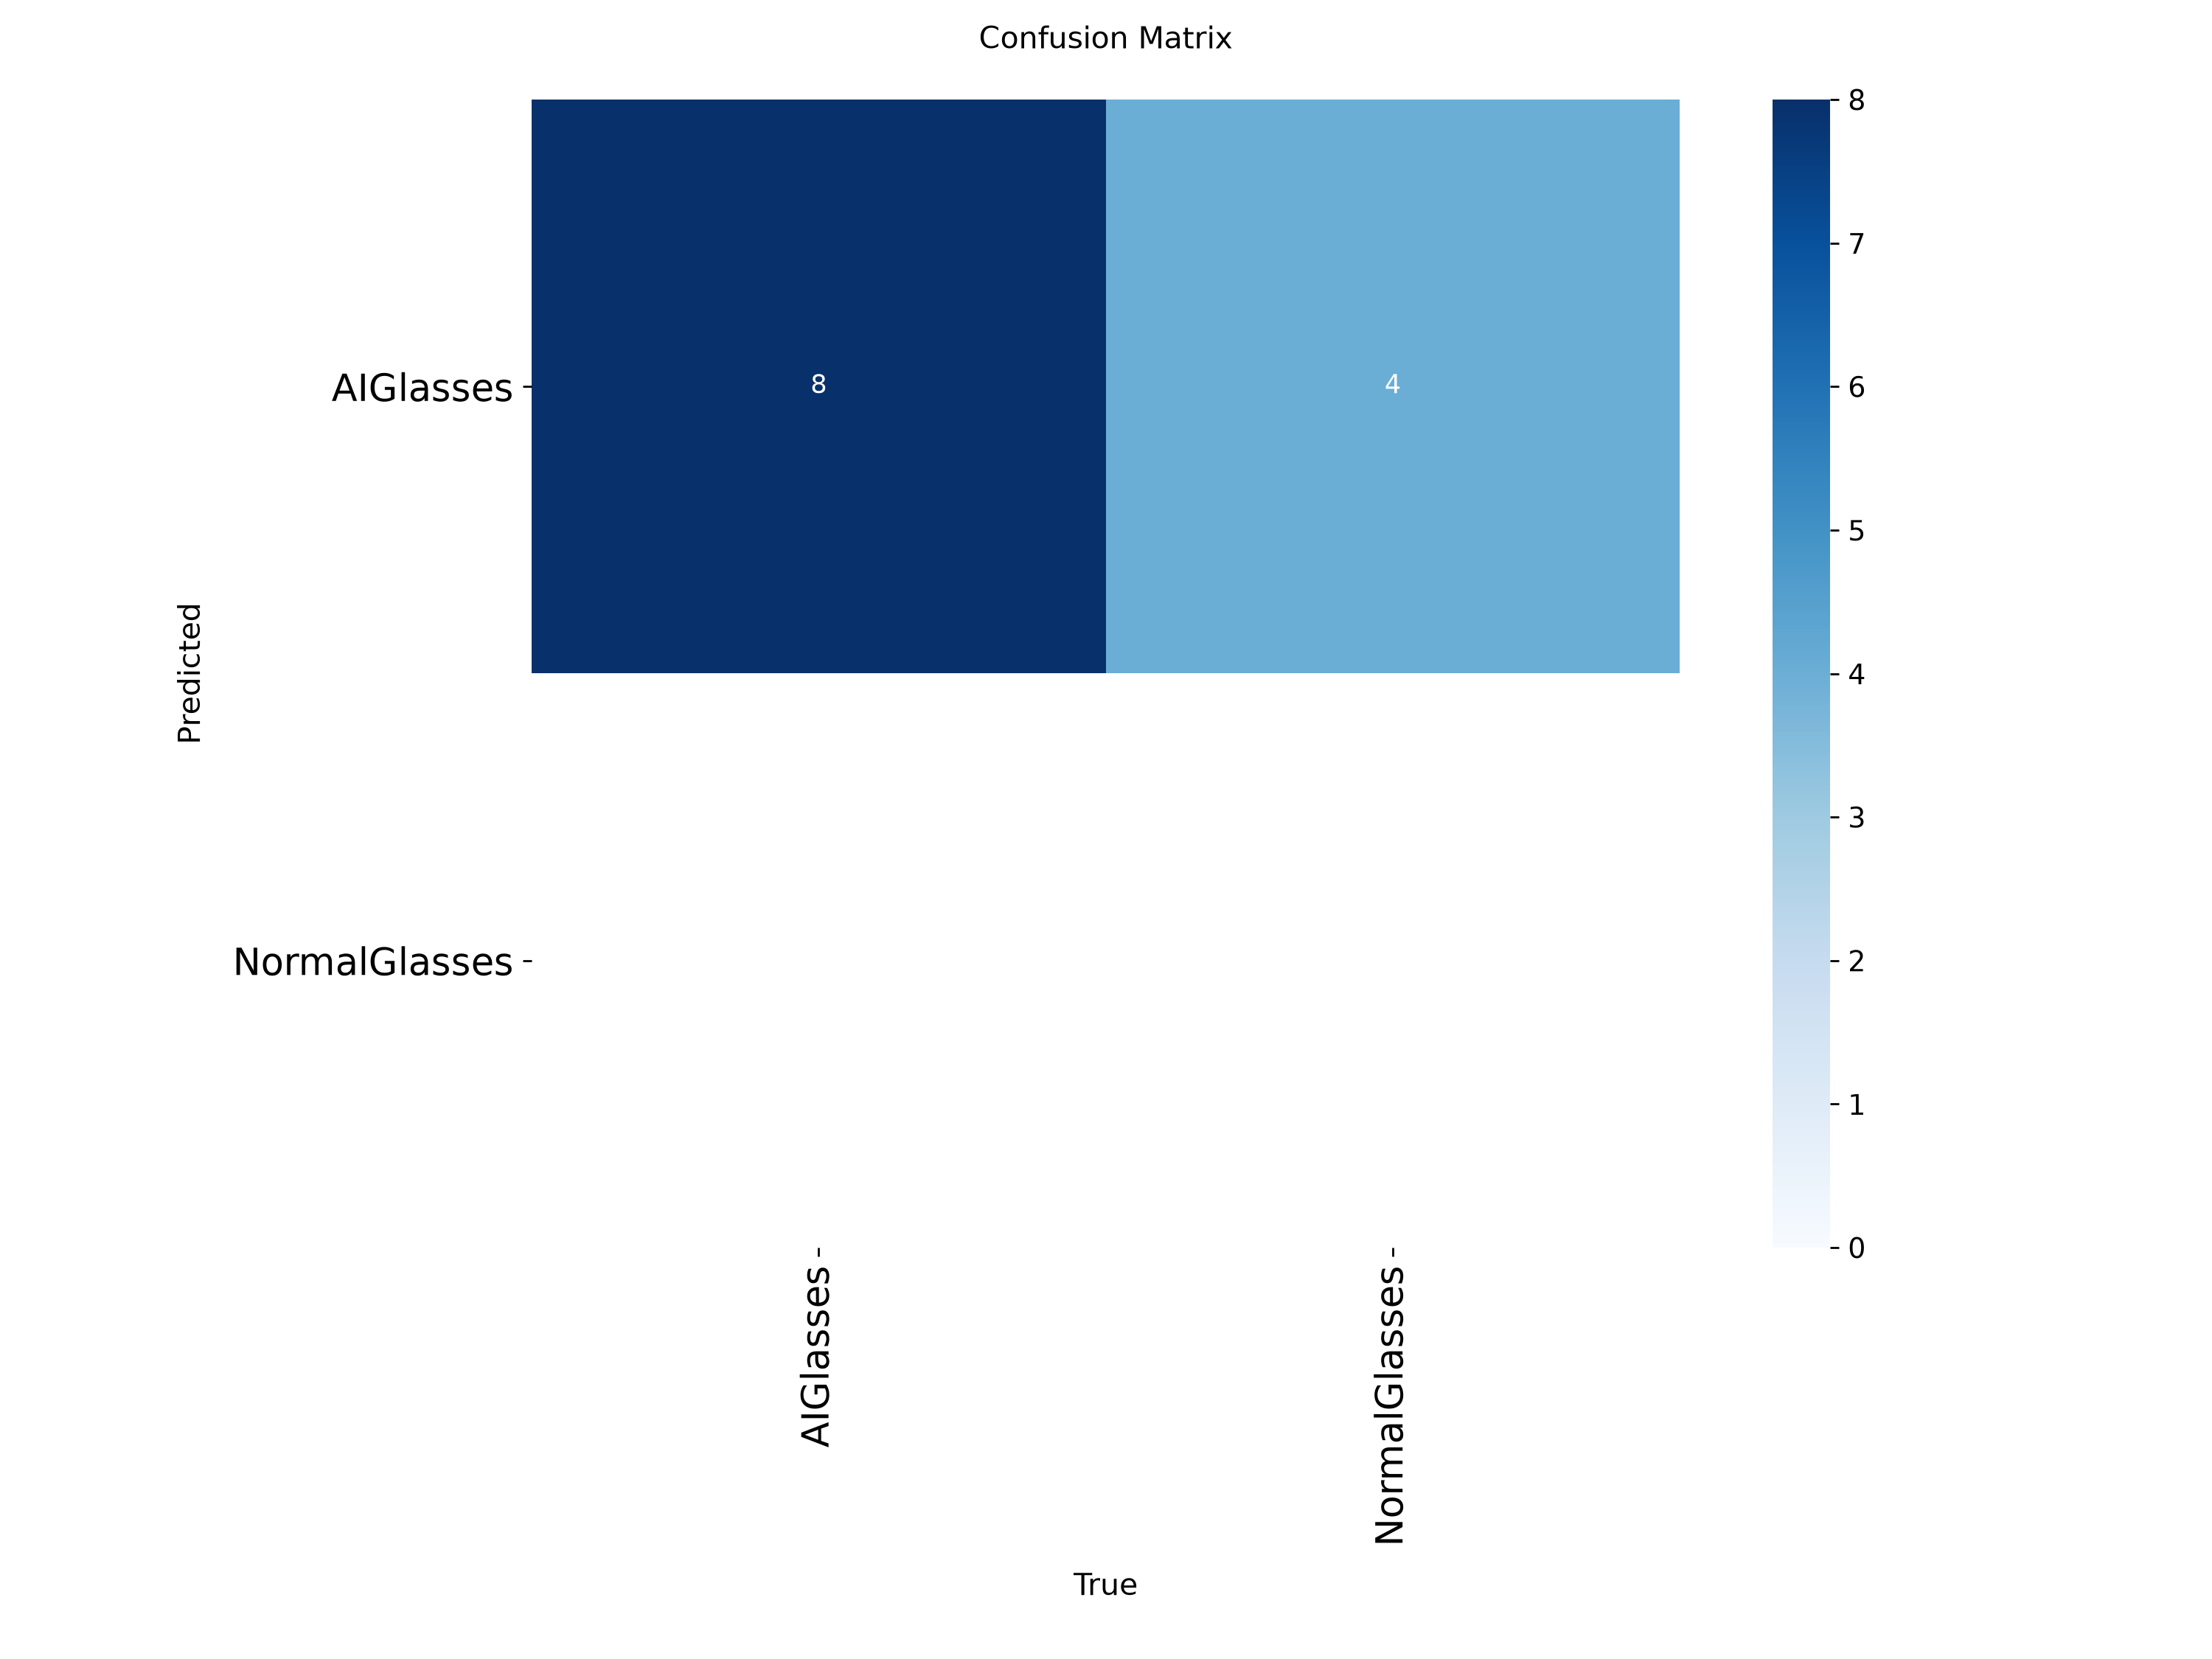 Confusion Matrix
Predicted
AIGlasses
NormalGlasses
8
4
AIGlasses
NormalGlasses
True
8
7
6
5
4
3
2
1
0